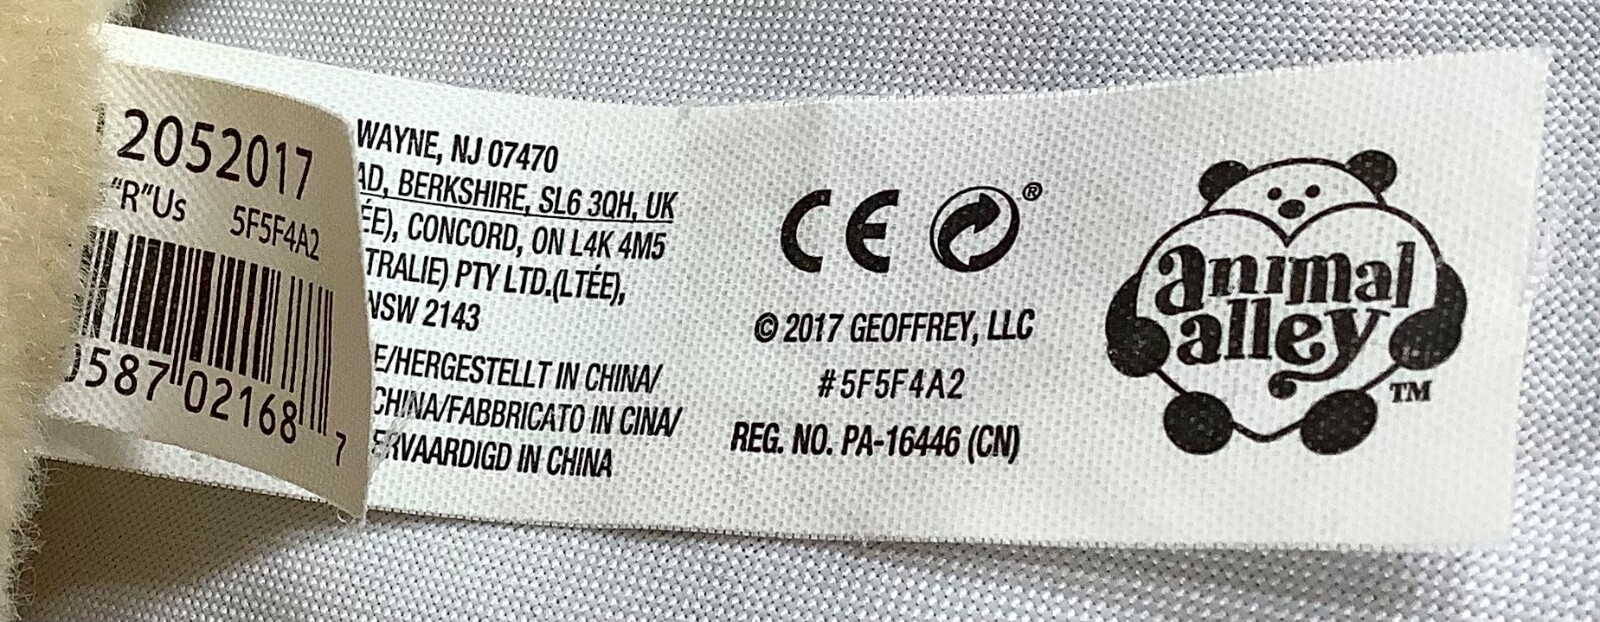 2052017
"R"Us 5F5F4A2
587 02168 7
WAYNE, NJ 07470
AD, BERKSHIRE, SL6 3QH, UK
ÉE), CONCORD, ON L4K 4M5
TRALIE) PTY LTD.(LTÉE),
NSW 2143
E/HERGESTELLT IN CHINA/
CHINA/FABBRICATO IN CINA/
ERVAARDIGD IN CHINA
CE ®
© 2017 GEOFFREY, LLC
#5F5F4A2
REG. NO. PA-16446 (CN)
animal
alley
TM